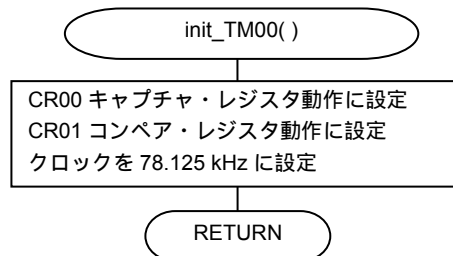 init_TM00( )
CR00 キャプチャ・レジスタ動作に設定
CR01 コンペア・レジスタ動作に設定
クロックを 78.125 kHz に設定
RETURN